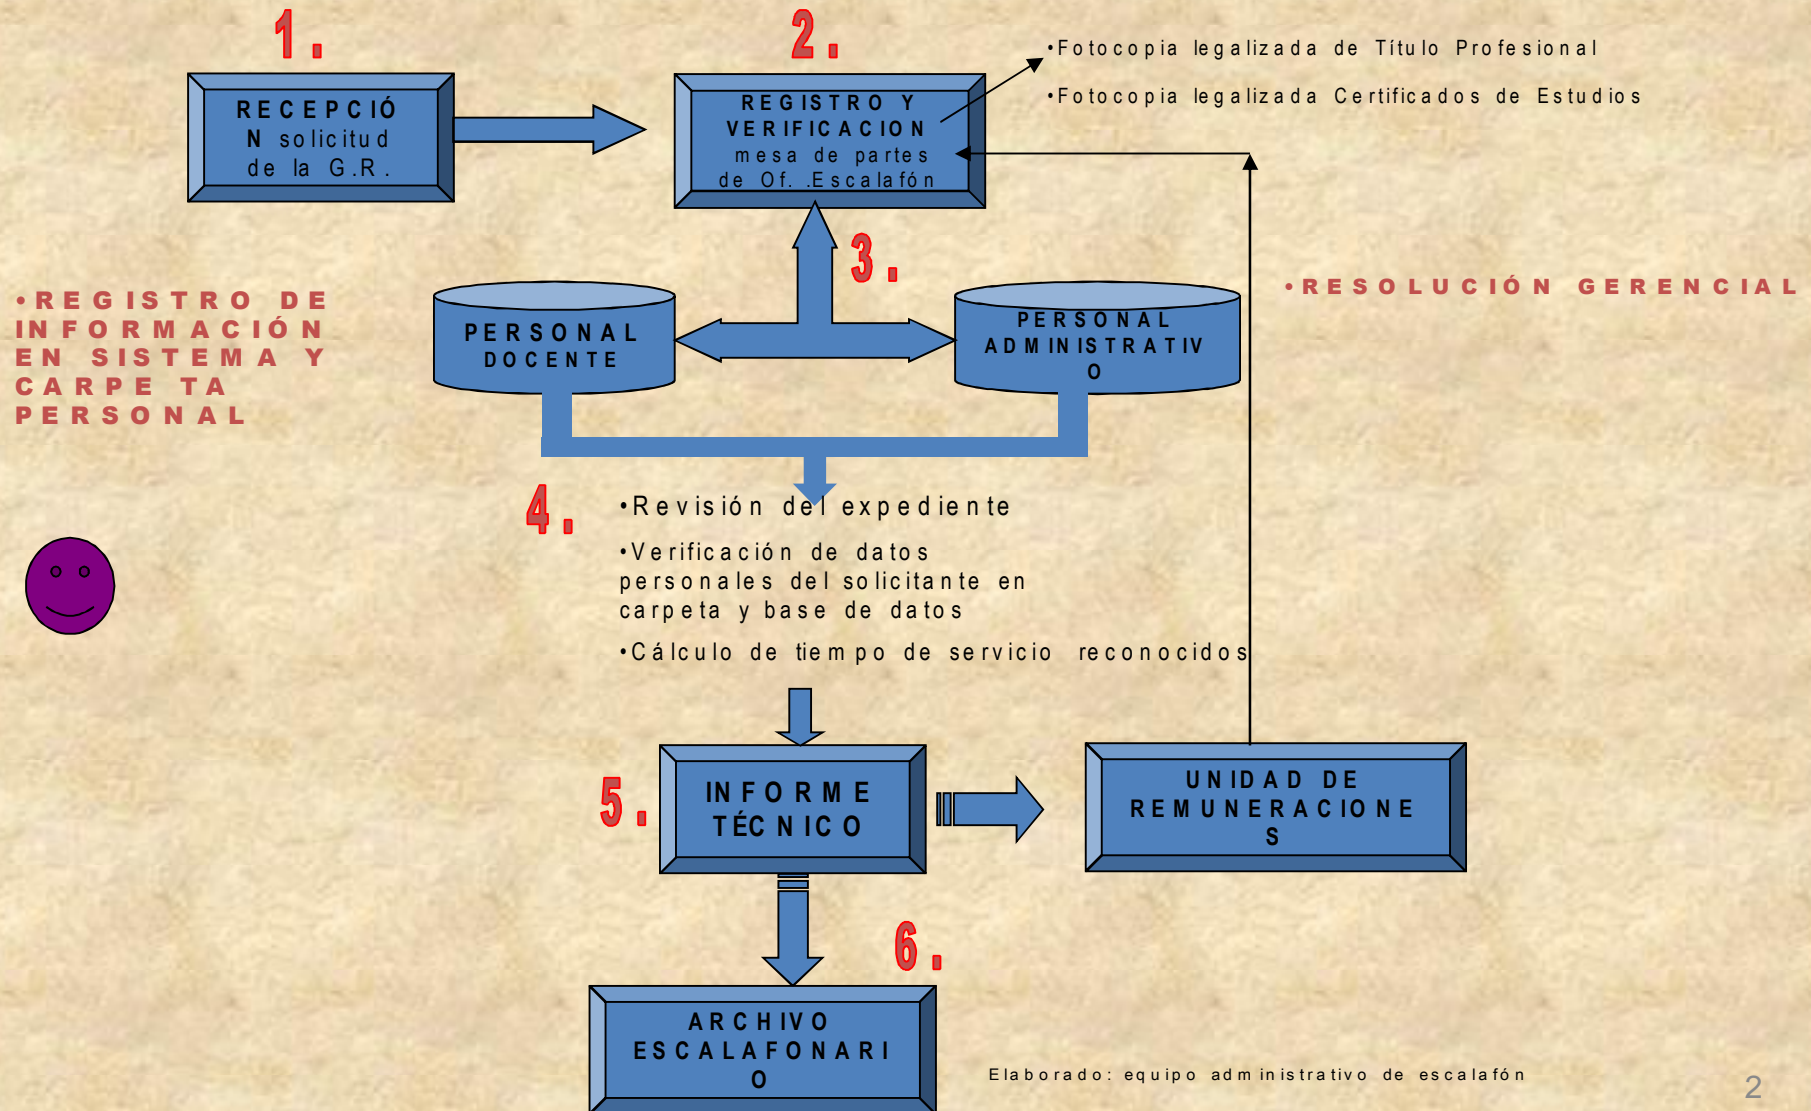 1.
2.
•Fotocopia legalizada de Título Profesional
•Fotocopia legalizada Certificados de Estudios
RECEPCIÓ
N solicitud
de la G.R.
REGISTRO Y
VERIFICACION
mesa de partes
de Of. .Escalafón
3.
•REGISTRO DE
INFORMACIÓN
EN SISTEMA Y
CARPE TA
PERSONAL
•RESOLUCIÓN GERENCIAL
PERSONAL
DOCENTE
PERSONAL
ADMINISTRATIV
O
4.
•Revisión del expediente
•Verificación de datos
personales del solicitante en
carpeta y base de datos
•Cálculo de tiempo de servicio reconocidos
5.
INFORME
TÉCNICO
UNIDAD DE
REMUNERACIONE
S
6.
ARCHIVO
ESCALAFONARI
O
Elaborado: equipo administrativo de escalafón
2